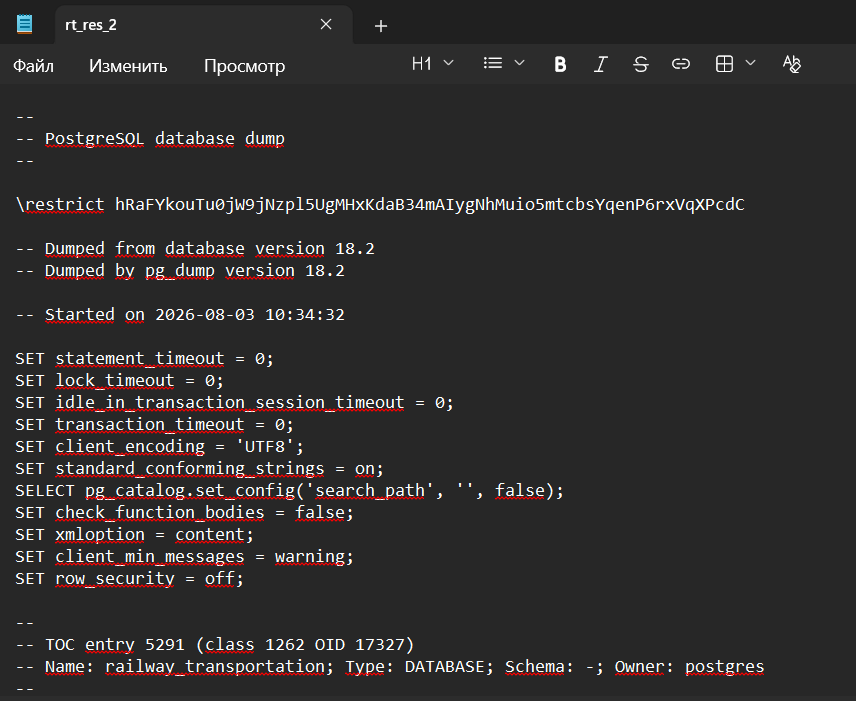 rt_res_2
Файл Изменить Просмотр H1 B I S
--
-- PostgreSQL database dump
--
\restrict hRaFYkouTu0jW9jNzpl5UgMHxKdaB34mAIygNhMuio5mtcbsYqenP6rxVqXPcdC
-- Dumped from database version 18.2
-- Dumped by pg_dump version 18.2
-- Started on 2026-08-03 10:34:32
SET statement_timeout = 0;
SET lock_timeout = 0;
SET idle_in_transaction_session_timeout = 0;
SET transaction_timeout = 0;
SET client_encoding = 'UTF8';
SET standard_conforming_strings = on;
SELECT pg_catalog.set_config('search_path', '', false);
SET check_function_bodies = false;
SET xmloption = content;
SET client_min_messages = warning;
SET row_security = off;
--
-- TOC entry 5291 (class 1262 OID 17327)
-- Name: railway_transportation; Type: DATABASE; Schema: -; Owner: postgres
--